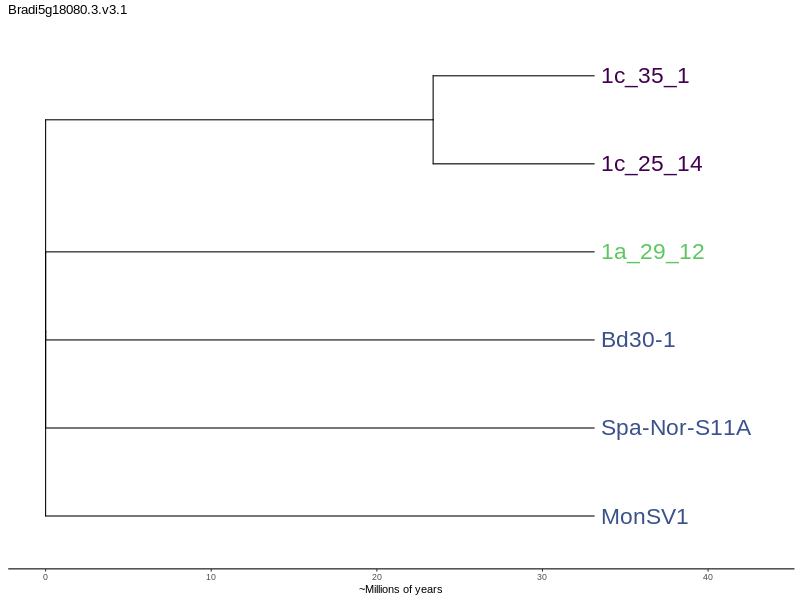 Bradi5g18080.3.v3.1
1c_35_1
1c_25_14
1a_29_12
Bd30-1
Spa-Nor-S11A
MonSV1
0 10 20 30 40
~Millions of years